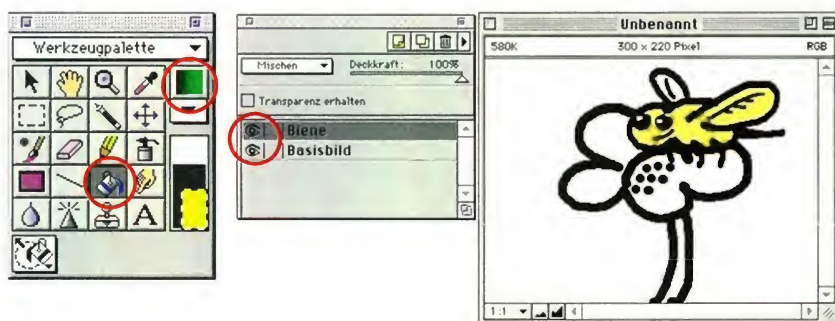 Werkzeugpalette
A
Mischen
Deckkraft: 100%
Transparenz erhalten
Biene
Basisbild
Unbenannt
580K 300 x 220 Pixel RGB
1:1